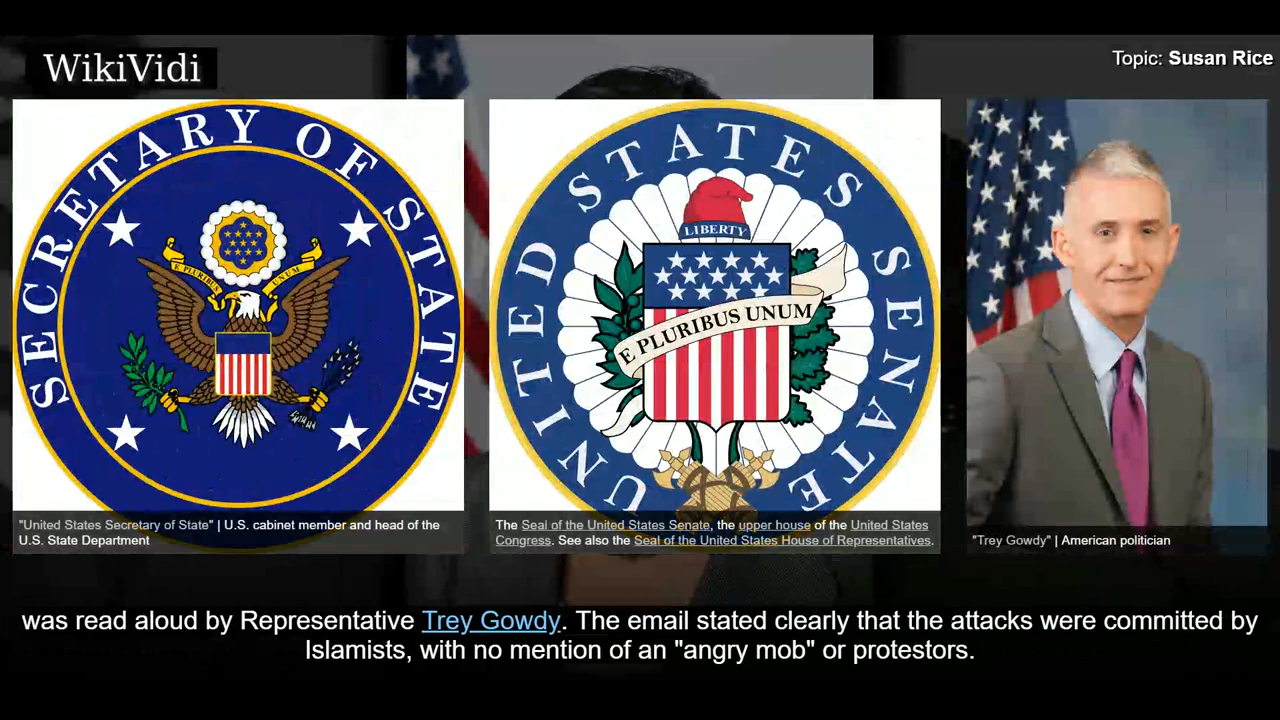 WikiVidi
Topic: Susan Rice
SECRETARY OF STATE
E PLURIBUS UNUM
"United States Secretary of State" | U.S. cabinet member and head of the
U.S. State Department
UNITED STATES SENATE
LIBERTY
E PLURIBUS UNUM
The Seal of the United States Senate, the upper house of the United States
Congress. See also the Seal of the United States House of Representatives.
"Trey Gowdy" | American politician
was read aloud by Representative Trey Gowdy. The email stated clearly that the attacks were committed by
Islamists, with no mention of an "angry mob" or protestors.